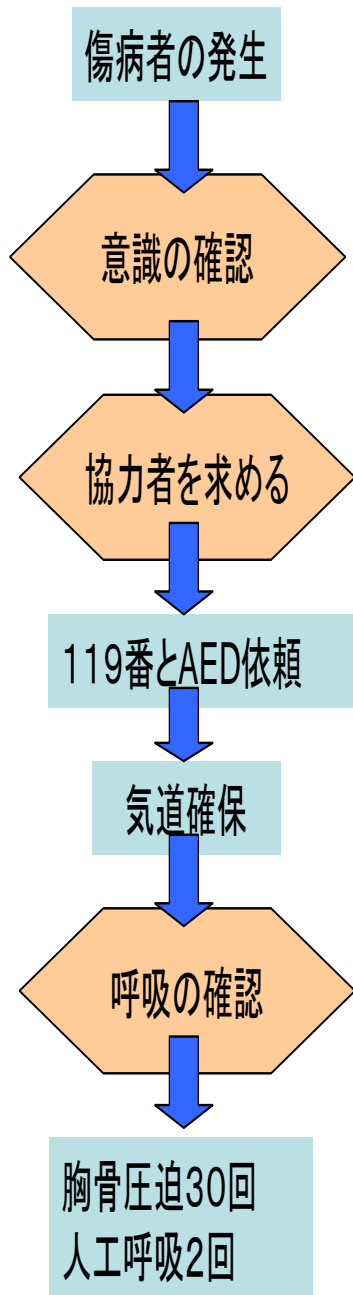 傷病者の発生
意識の確認
協力者を求める
119番とAED依頼
気道確保
呼吸の確認
胸骨圧迫30回
人工呼吸2回